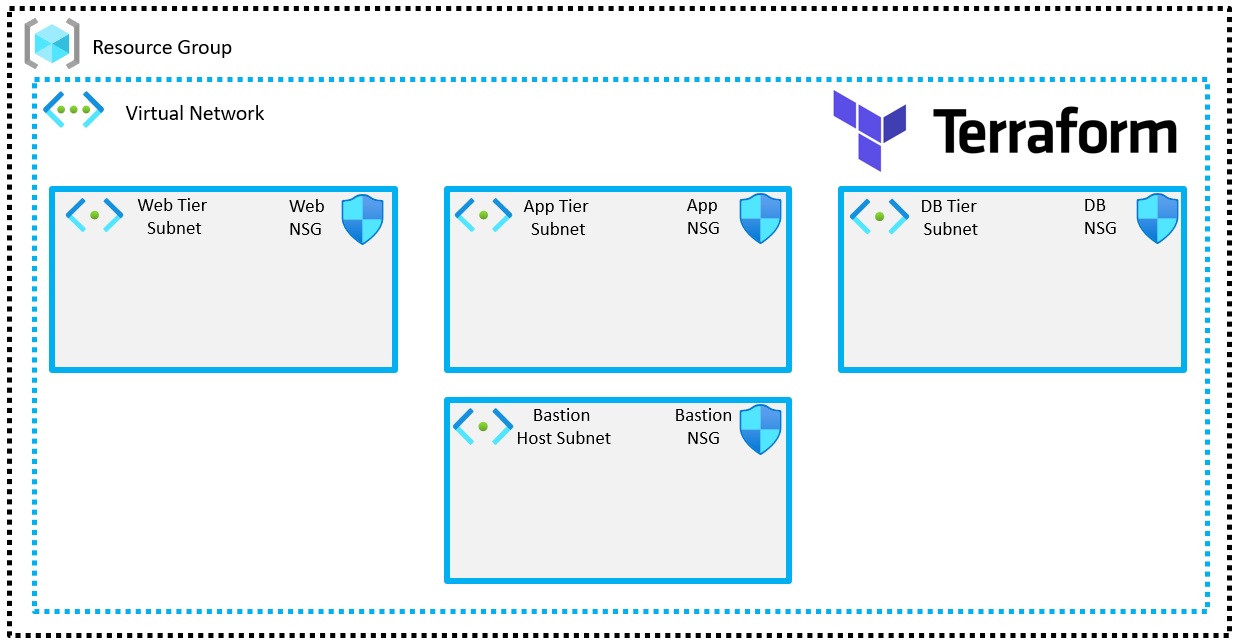 Resource Group
Virtual Network
Terraform
Web Tier
Subnet
Web
NSG
App Tier
Subnet
App
NSG
DB Tier
Subnet
DB
NSG
Bastion
Host Subnet
Bastion
NSG